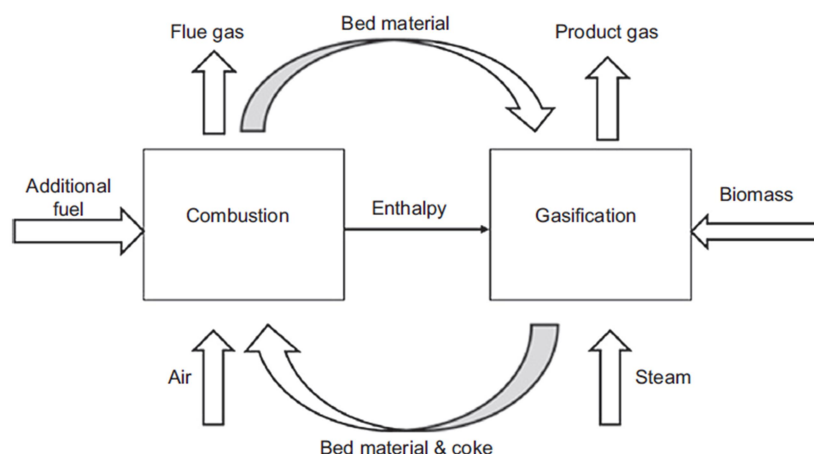 Flue gas
Bed material
Product gas
Additional
fuel
Combustion
Enthalpy
Gasification
Biomass
Air
Steam
Bed material & coke